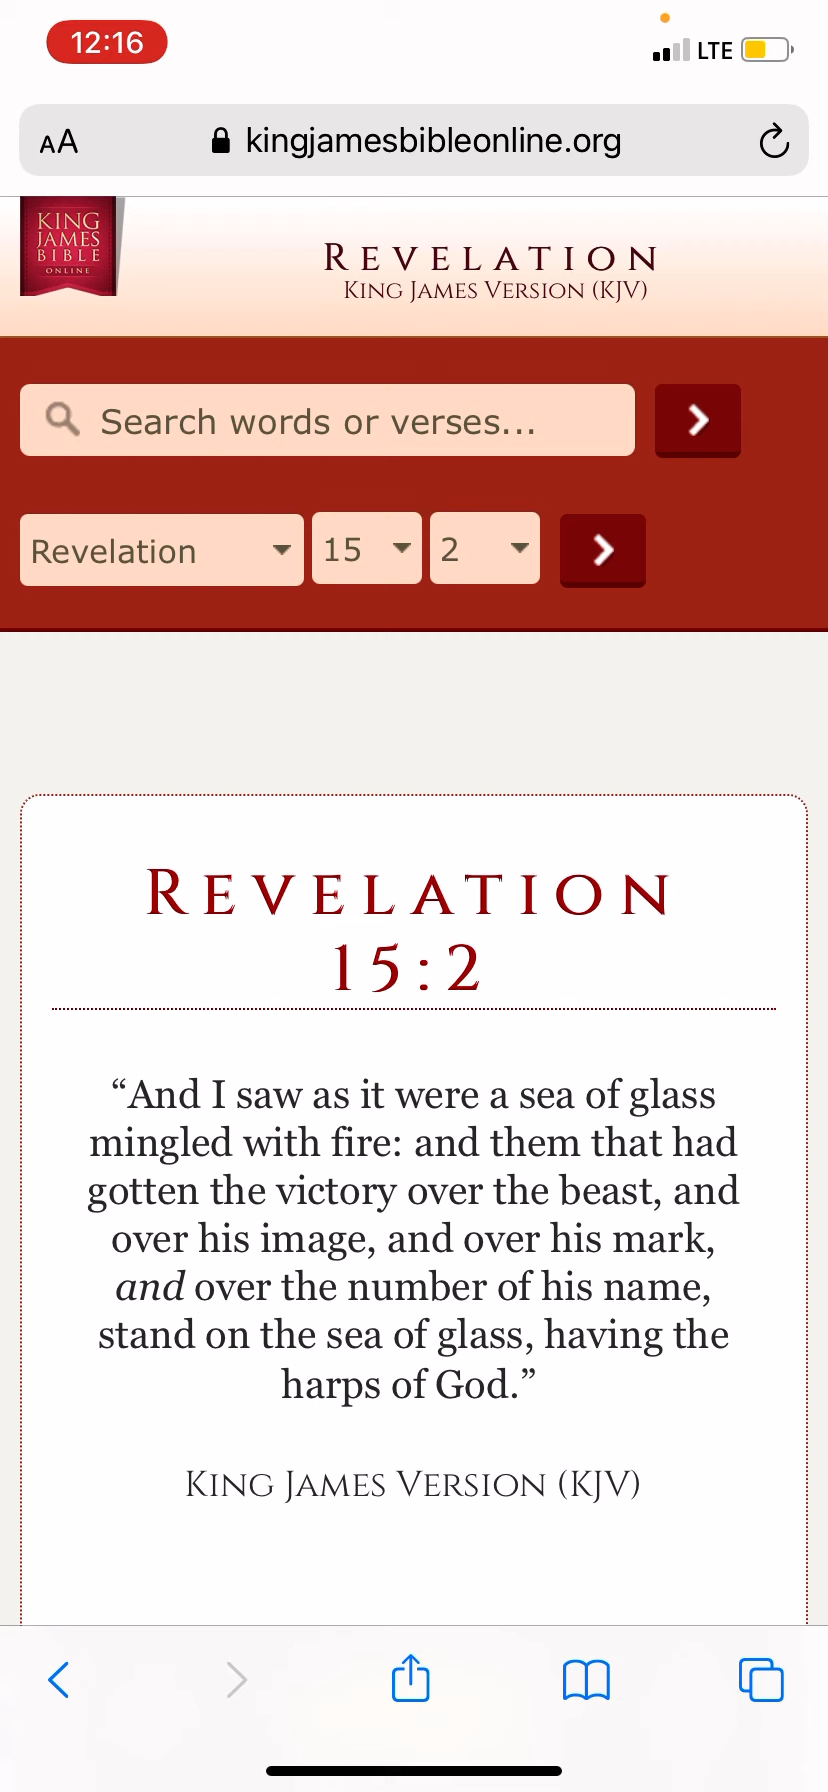 12:16
LTE
AA
kingjamesbibleonline.org
KING
JAMES
BIBLE
ONLINE
REVELATION
KING JAMES VERSION (KJV)
Search words or verses...
Revelation 15 2
REVELATION
15:2
“And I saw as it were a sea of glass
mingled with fire: and them that had
gotten the victory over the beast, and
over his image, and over his mark,
and over the number of his name,
stand on the sea of glass, having the
harps of God.”
KING JAMES VERSION (KJV)